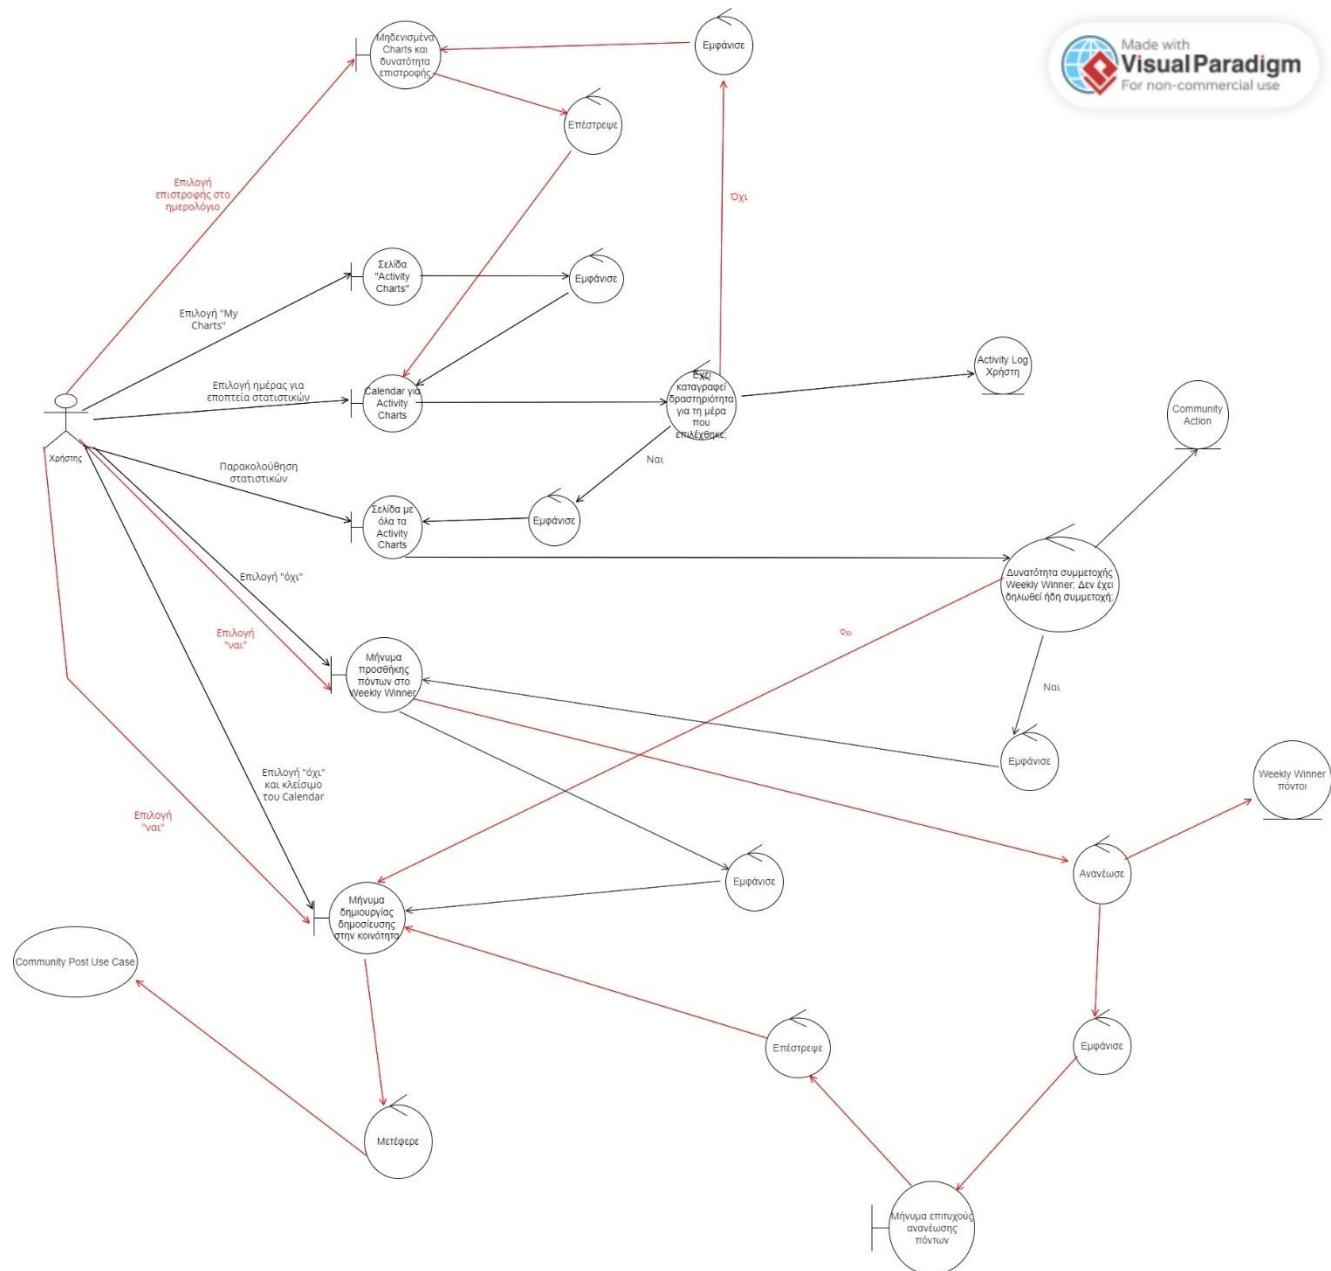 Μηδενισμένα
Charts και
δυνατότητα
επιστροφής
Εμφάνισε
Made with
Visual Paradigm
For non-commercial use
Επέστρεψε
Επιλογή
επιστροφής στο
ημερολόγιο
Όχι
Σελίδα
"Activity
Charts"
Εμφάνισε
Επιλογή "My
Charts"
Activity Log
Χρήστη
Επιλογή ημέρας για
εποπτεία στατιστικών
Calendar για
Activity
Charts
Έχει
καταγραφεί
δραστηριότητα
για τη μέρα
που
επιλέχθηκε;
Community
Action
Χρήστης
Ναι
Παρακολούθηση
στατιστικών
Σελίδα με
όλα τα
Activity
Charts
Εμφάνισε
Δυνατότητα συμμετοχής
Weekly Winner; Δεν έχει
δηλωθεί ήδη συμμετοχή;
Επιλογή "όχι"
Επιλογή
"ναι"
Όχι
Μήνυμα
προσθήκης
πόντων στο
Weekly Winner
Ναι
Εμφάνισε
Επιλογή "όχι"
και κλείσιμο
του Calendar
Weekly Winner
πόντοι
Επιλογή
"ναι"
Εμφάνισε
Ανανέωσε
Μήνυμα
δημιουργίας
δημοσίευσης
στην κοινότητα
Community Post Use Case
Επέστρεψε
Εμφάνισε
Μετέφερε
Μήνυμα επιτυχούς
ανανέωσης
πόντων